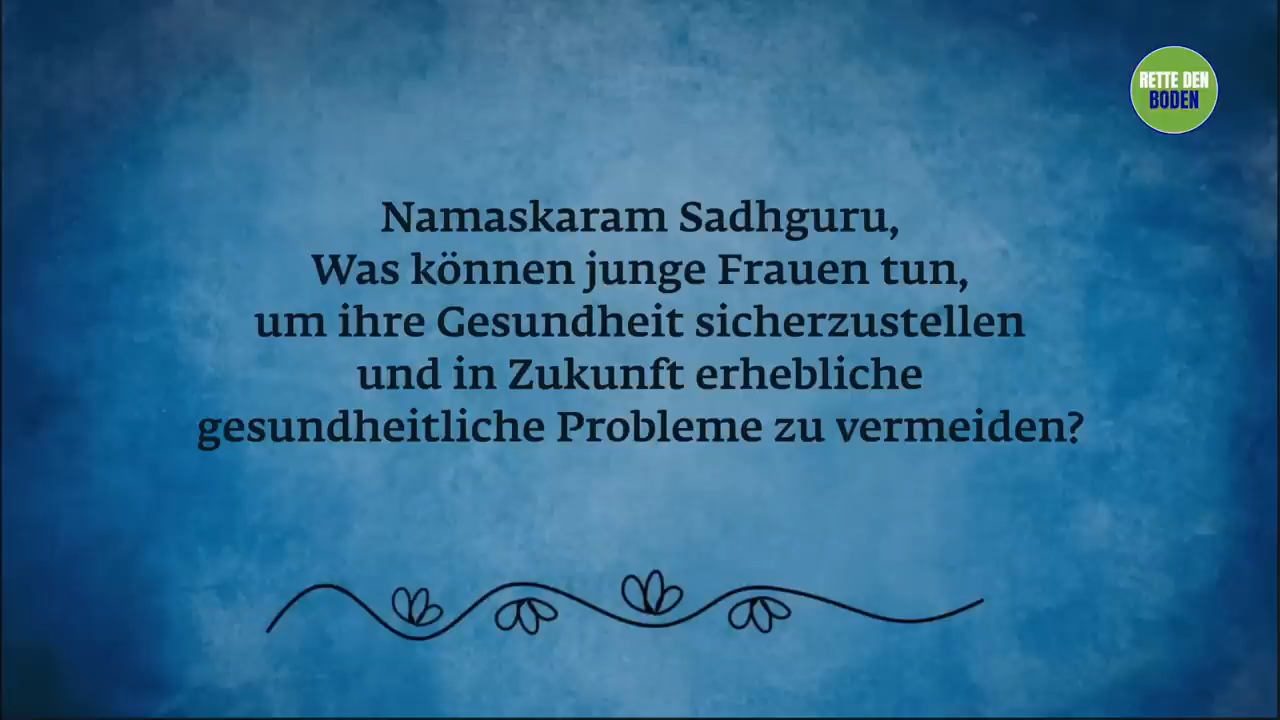 RETTE DEN
BODEN
Namaskaram Sadhguru,
Was können junge Frauen tun,
um ihre Gesundheit sicherzustellen
und in Zukunft erhebliche
gesundheitliche Probleme zu vermeiden?